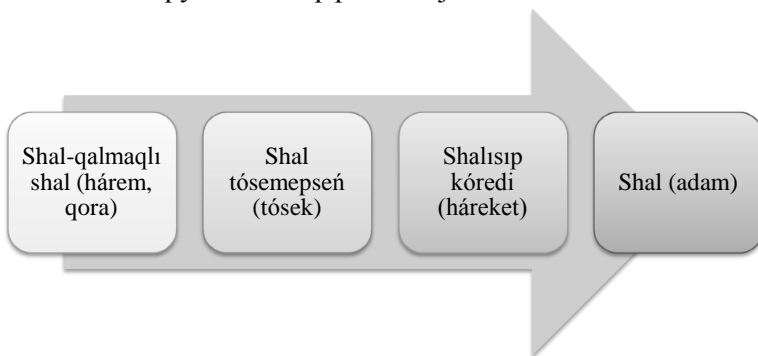 Shal-qalmaqlı
shal (hárem,
qora)
Shal
tósemepseń
(tósek)
Shalısıp
kóredi
(háreket)
Shal (adam)